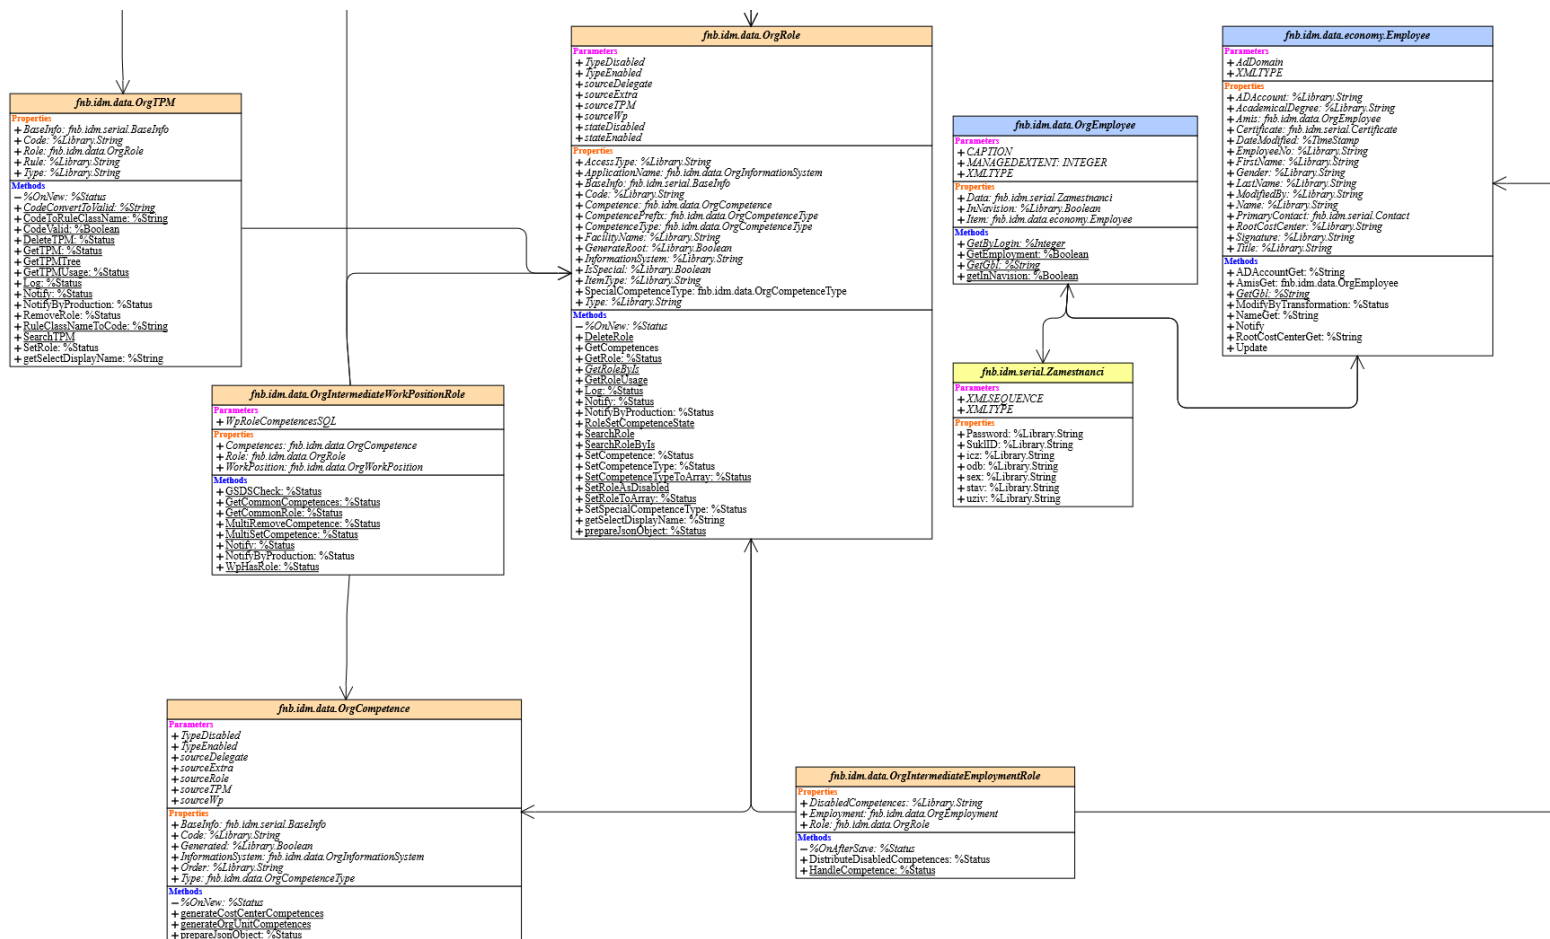 fnb.idm.data.OrgTPM
Properties
+ BaseInfo: fnb.idm.serial.BaseInfo
+ Code: %Library.String
+ Role: fnb.idm.data.OrgRole
+ Rule: %Library.String
+ Type: %Library.String
Methods
− %OnNew: %Status
+ CodeConvertToValid: %String
+ CodeToRuleClassName: %String
+ CodeValid: %Boolean
+ DeleteTPM: %Status
+ GetTPM: %Status
+ GetTPMTree
+ GetTPMUsage: %Status
+ Log: %Status
+ Notify: %Status
+ NotifyByProduction: %Status
+ RemoveRole: %Status
+ RuleClassNameToCode: %String
+ SearchTPM
+ SetRole: %Status
+ getSelectDisplayName: %String
fnb.idm.data.OrgIntermediateWorkPositionRole
Parameters
+ WpRoleCompetencesSQL
Properties
+ Competences: fnb.idm.data.OrgCompetence
+ Role: fnb.idm.data.OrgRole
+ WorkPosition: fnb.idm.data.OrgWorkPosition
Methods
+ GSDSCheck: %Status
+ GetCommonCompetences: %Status
+ GetCommonRole: %Status
+ MultiRemoveCompetence: %Status
+ MultiSetCompetence: %Status
+ Notify: %Status
+ NotifyByProduction: %Status
+ WpHasRole: %Status
fnb.idm.data.OrgCompetence
Parameters
+ TypeDisabled
+ TypeEnabled
+ sourceDelegate
+ sourceExtra
+ sourceRole
+ sourceTPM
+ sourceWp
Properties
+ BaseInfo: fnb.idm.serial.BaseInfo
+ Code: %Library.String
+ Generated: %Library.Boolean
+ InformationSystem: fnb.idm.data.OrgInformationSystem
+ Order: %Library.String
+ Type: fnb.idm.data.OrgCompetenceType
Methods
− %OnNew: %Status
+ generateCostCenterCompetences
+ generateOrgUnitCompetences
+ prepareJsonObject: %Status
fnb.idm.data.OrgRole
Parameters
+ TypeDisabled
+ TypeEnabled
+ sourceDelegate
+ sourceExtra
+ sourceTPM
+ sourceWp
+ stateDisabled
+ stateEnabled
Properties
+ AccessType: %Library.String
+ ApplicationName: fnb.idm.data.OrgInformationSystem
+ BaseInfo: fnb.idm.serial.BaseInfo
+ Code: %Library.String
+ Competence: fnb.idm.data.OrgCompetence
+ CompetencePrefix: fnb.idm.data.OrgCompetenceType
+ CompetenceType: fnb.idm.data.OrgCompetenceType
+ FacilityName: %Library.String
+ GenerateRoot: %Library.Boolean
+ InformationSystem: %Library.String
+ IsSpecial: %Library.Boolean
+ ItemType: %Library.String
+ SpecialCompetenceType: fnb.idm.data.OrgCompetenceType
+ Type: %Library.String
Methods
− %OnNew: %Status
+ DeleteRole
+ GetCompetences
+ GetRole: %Status
+ GetRoleByIs
+ GetRoleUsage
+ Log: %Status
+ Notify: %Status
+ NotifyByProduction: %Status
+ RoleSetCompetenceState
+ SearchRole
+ SearchRoleByIs
+ SetCompetence: %Status
+ SetCompetenceType: %Status
+ SetCompetenceTypeToArray: %Status
+ SetRoleAsDisabled
+ SetRoleToArray: %Status
+ SetSpecialCompetenceType: %Status
+ getSelectDisplayName: %String
+ prepareJsonObject: %Status
fnb.idm.data.OrgEmployee
Parameters
+ CAPTION
+ MANAGEDEXTENT: INTEGER
+ XMLTYPE
Properties
+ Data: fnb.idm.serial.Zamestnanci
+ InNavision: %Library.Boolean
+ Item: fnb.idm.data.economy.Employee
Methods
+ GetByLogin: %Integer
+ GetEmployment: %Boolean
+ GetGbl: %String
+ getInNavision: %Boolean
fnb.idm.serial.Zamestnanci
Parameters
+ XMLSEQUENCE
+ XMLTYPE
Properties
+ Password: %Library.String
+ SuklID: %Library.String
+ icz: %Library.String
+ odb: %Library.String
+ sex: %Library.String
+ stav: %Library.String
+ uziv: %Library.String
fnb.idm.data.economy.Employee
Parameters
+ AdDomain
+ XMLTYPE
Properties
+ ADAccount: %Library.String
+ AcademicalDegree: %Library.String
+ Amis: fnb.idm.data.OrgEmployee
+ Certificate: fnb.idm.serial.Certificate
+ DateModified: %TimeStamp
+ EmployeeNo: %Library.String
+ FirstName: %Library.String
+ Gender: %Library.String
+ LastName: %Library.String
+ ModifiedBy: %Library.String
+ Name: %Library.String
+ PrimaryContact: fnb.idm.serial.Contact
+ RootCostCenter: %Library.String
+ Signature: %Library.String
+ Title: %Library.String
Methods
+ ADAccountGet: %String
+ AmisGet: fnb.idm.data.OrgEmployee
+ GetGbl: %String
+ ModifyByTransformation: %Status
+ NameGet: %String
+ Notify
+ RootCostCenterGet: %String
+ Update
fnb.idm.data.OrgIntermediateEmploymentRole
Properties
+ DisabledCompetences: %Library.String
+ Employment: fnb.idm.data.OrgEmployment
+ Role: fnb.idm.data.OrgRole
Methods
− %OnAfterSave: %Status
+ DistributeDisabledCompetences: %Status
+ HandleCompetence: %Status